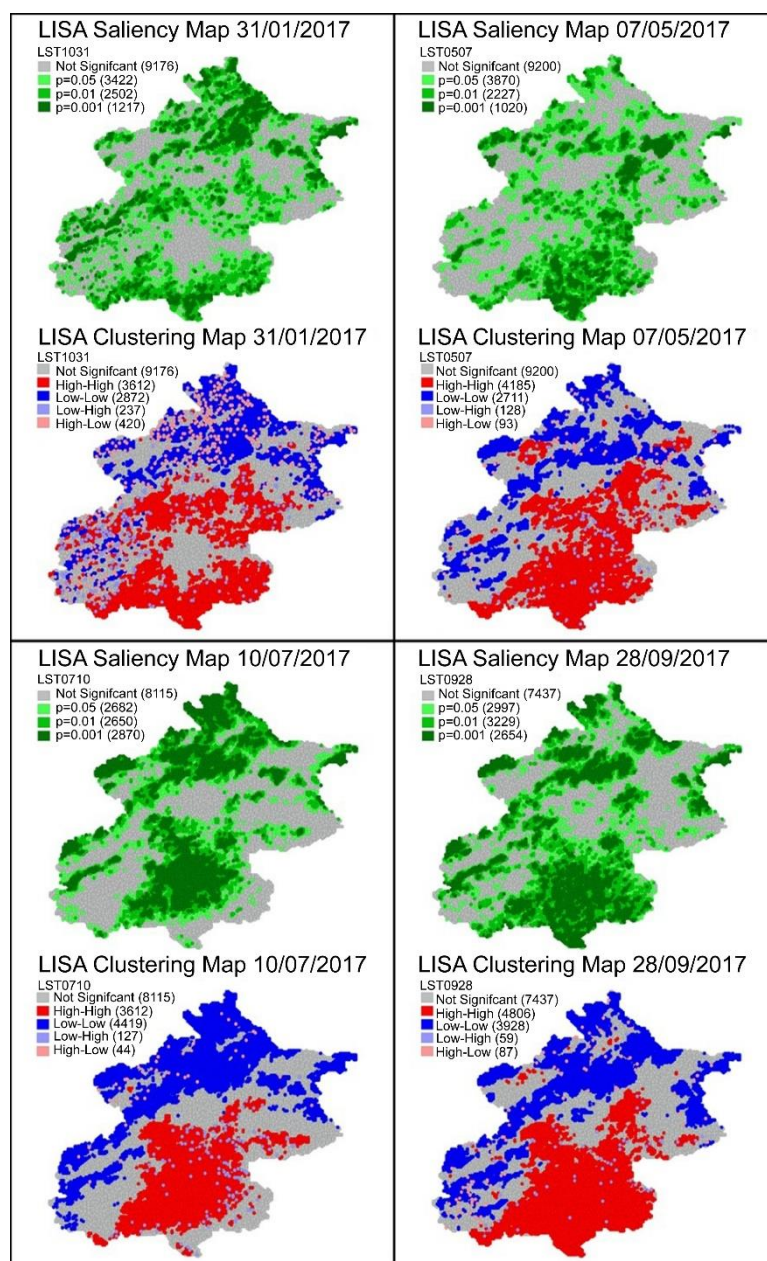 LISA Saliency Map 31/01/2017
LST1031
Not Signifcant (9176)
p=0.05 (3422)
p=0.01 (2502)
p=0.001 (1217)
LISA Clustering Map 31/01/2017
LST1031
Not Signifcant (9176)
High-High (3612)
Low-Low (2872)
Low-High (237)
High-Low (420)
LISA Saliency Map 07/05/2017
LST0507
Not Signifcant (9200)
p=0.05 (3870)
p=0.01 (2227)
p=0.001 (1020)
LISA Clustering Map 07/05/2017
LST0507
Not Signifcant (9200)
High-High (4185)
Low-Low (2711)
Low-High (128)
High-Low (93)
LISA Saliency Map 10/07/2017
LST0710
Not Signifcant (8115)
p=0.05 (2682)
p=0.01 (2650)
p=0.001 (2870)
LISA Clustering Map 10/07/2017
LST0710
Not Signifcant (8115)
High-High (3612)
Low-Low (4419)
Low-High (127)
High-Low (44)
LISA Saliency Map 28/09/2017
LST0928
Not Signifcant (7437)
p=0.05 (2997)
p=0.01 (3229)
p=0.001 (2654)
LISA Clustering Map 28/09/2017
LST0928
Not Signifcant (7437)
High-High (4806)
Low-Low (3928)
Low-High (59)
High-Low (87)